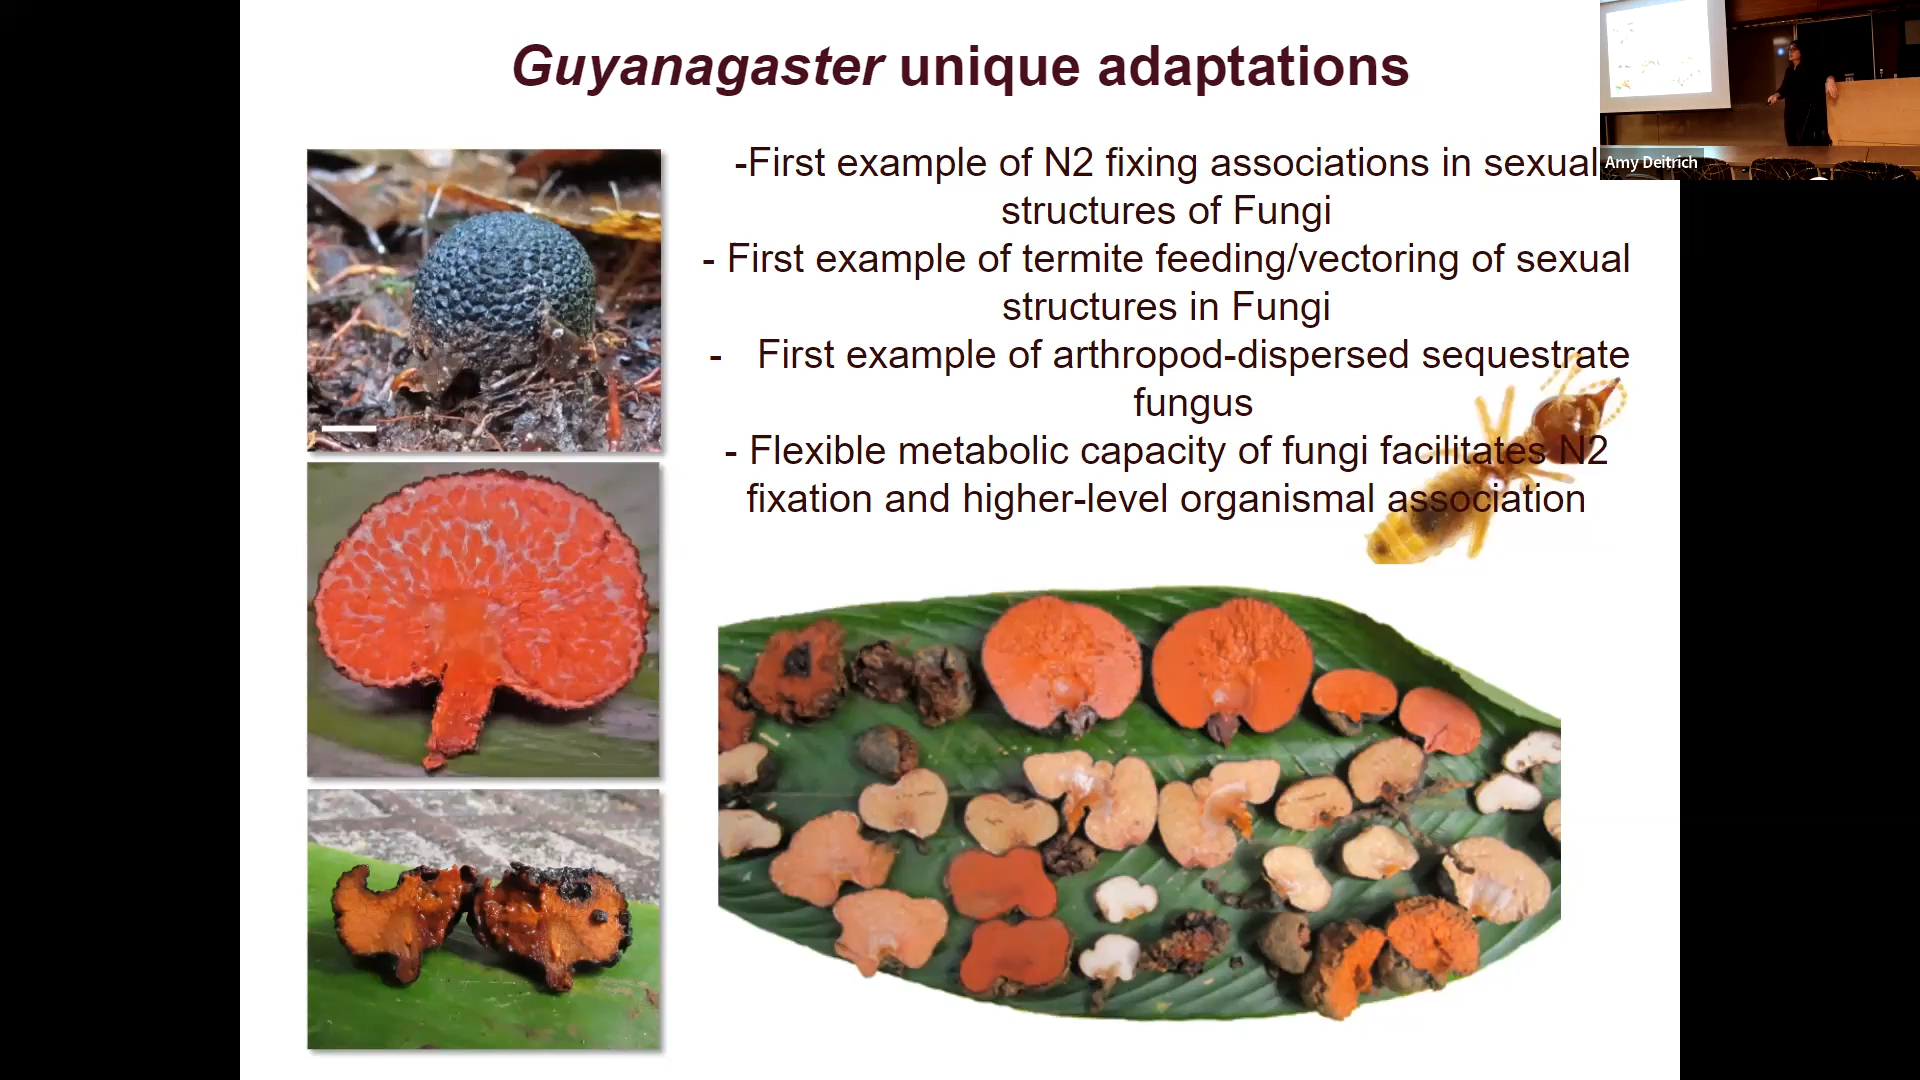 Guyanagaster unique adaptations
-First example of N2 fixing associations in sexual
structures of Fungi
- First example of termite feeding/vectoring of sexual
structures in Fungi
- First example of arthropod-dispersed sequestrate
fungus
- Flexible metabolic capacity of fungi facilitates N2
fixation and higher-level organismal association
Amy Deitrich